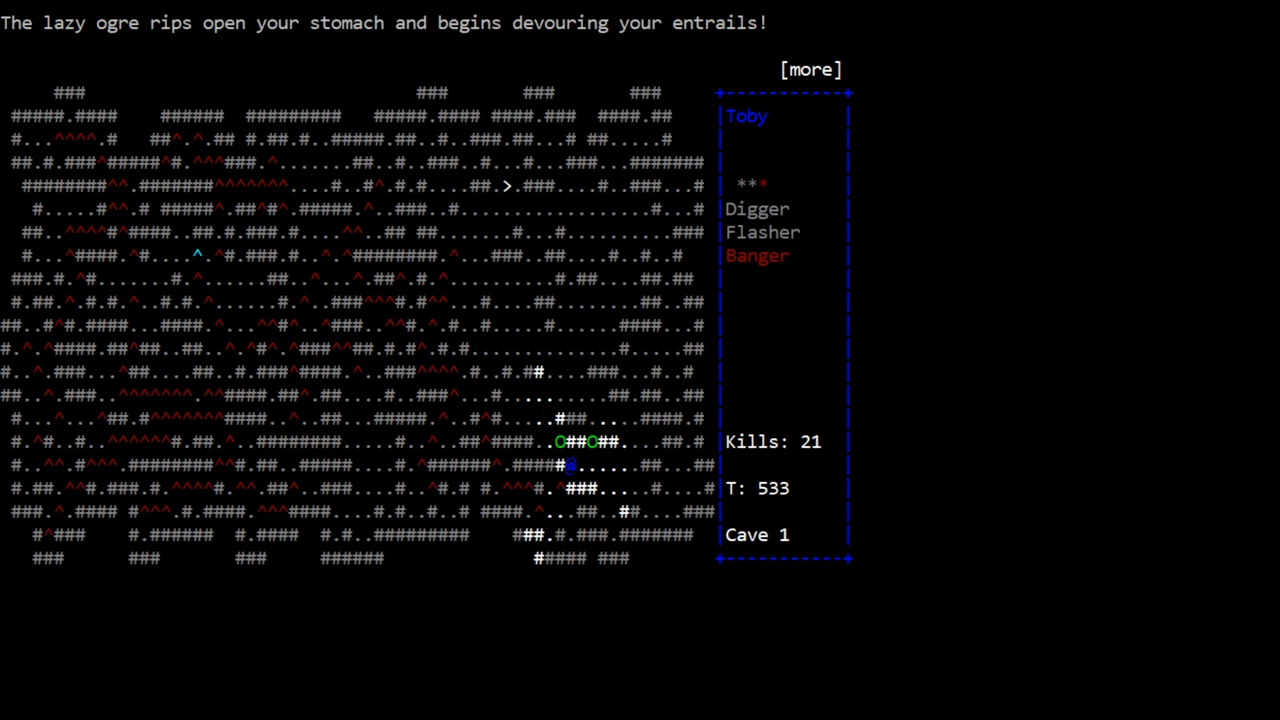 The lazy ogre rips open your stomach and begins devouring your entrails!
[more]
Toby
***
Digger
Flasher
Banger
Kills: 21
T: 533
Cave 1